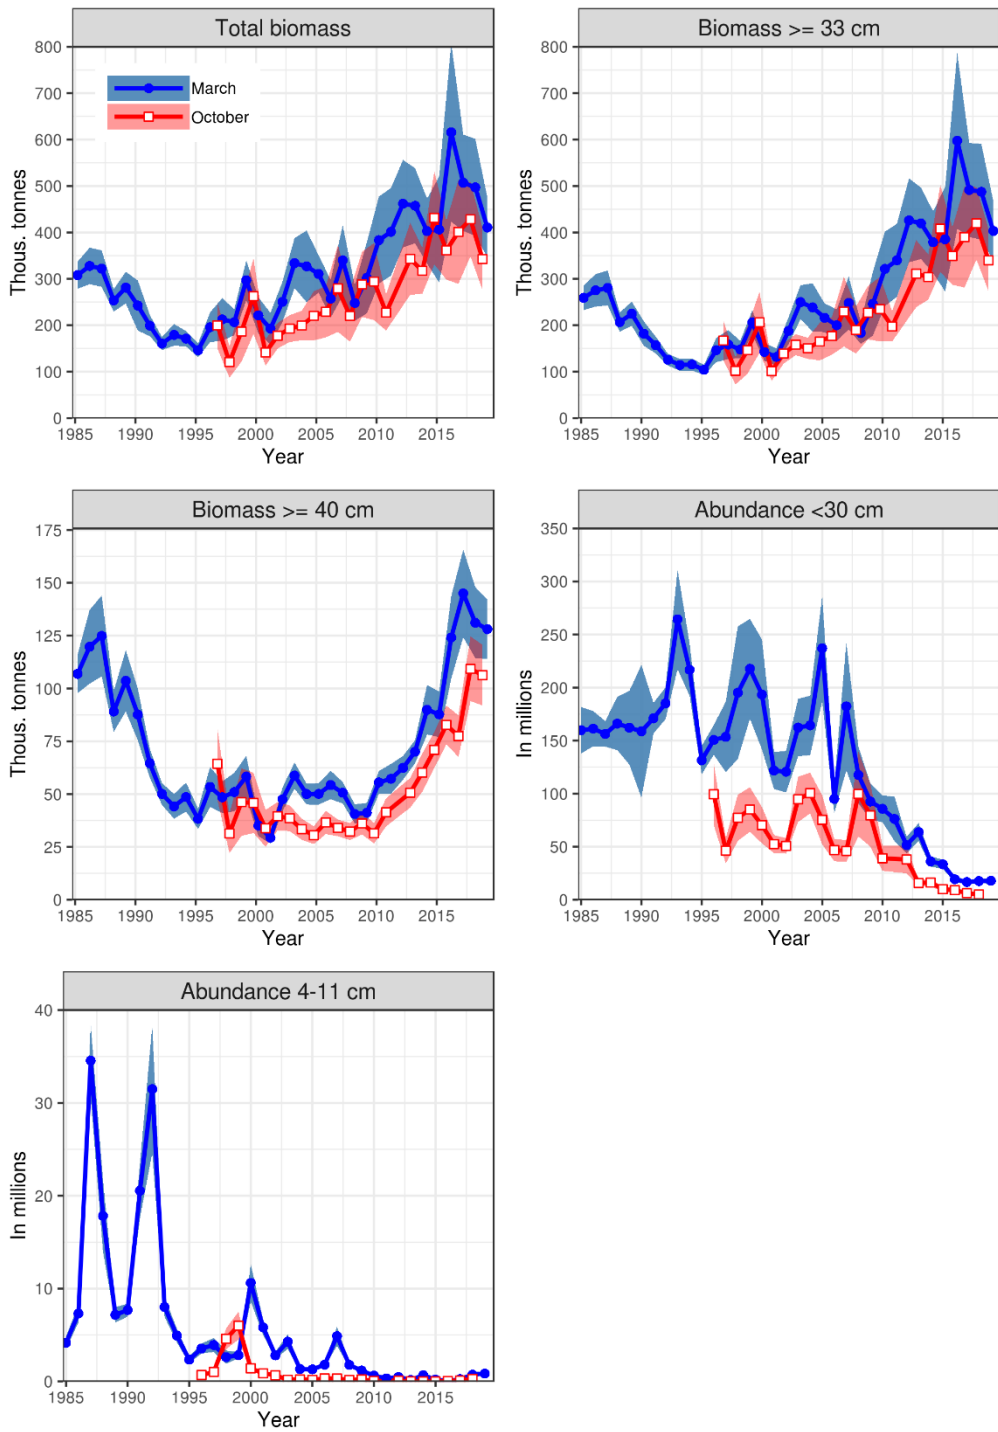 Total biomass
800
700
600
500
400
300
200
100
0
Thous. tonnes
March
October
1985 1990 1995 2000 2005 2010 2015
Year
Biomass >= 33 cm
800
700
600
500
400
300
200
100
0
Thous. tonnes
1985 1990 1995 2000 2005 2010 2015
Year
Biomass >= 40 cm
175
150
125
100
75
50
25
0
Thous. tonnes
1985 1990 1995 2000 2005 2010 2015
Year
Abundance <30 cm
350
300
250
200
150
100
50
0
In millions
1985 1990 1995 2000 2005 2010 2015
Year
Abundance 4-11 cm
40
30
20
10
0
In millions
1985 1990 1995 2000 2005 2010 2015
Year